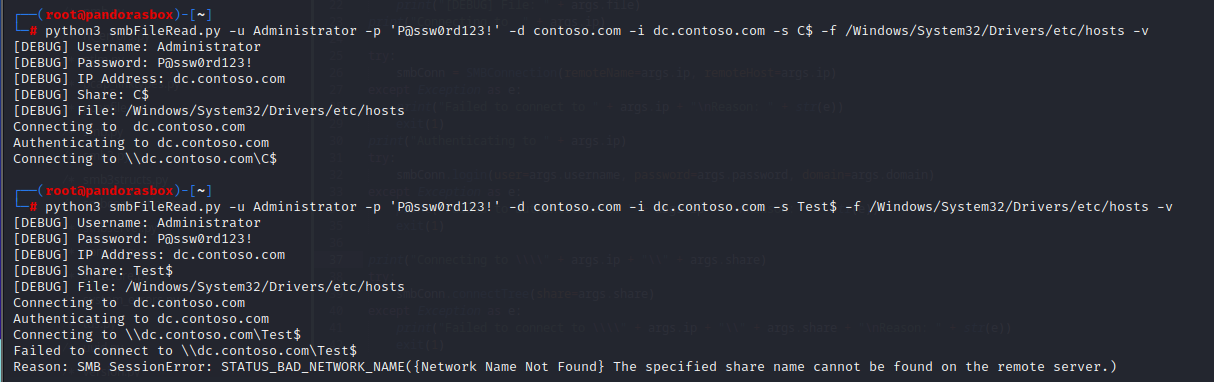 ┌──(root@pandorasbox)-[~]
└─# python3 smbFileRead.py -u Administrator -p 'P@ssw0rd123!' -d contoso.com -i dc.contoso.com -s C$ -f /Windows/System32/Drivers/etc/hosts -v
[DEBUG] Username: Administrator
[DEBUG] Password: P@ssw0rd123!
[DEBUG] IP Address: dc.contoso.com
[DEBUG] Share: C$
[DEBUG] File: /Windows/System32/Drivers/etc/hosts
Connecting to  dc.contoso.com
Authenticating to dc.contoso.com
Connecting to \\dc.contoso.com\C$
┌──(root@pandorasbox)-[~]
└─# python3 smbFileRead.py -u Administrator -p 'P@ssw0rd123!' -d contoso.com -i dc.contoso.com -s Test$ -f /Windows/System32/Drivers/etc/hosts -v
[DEBUG] Username: Administrator
[DEBUG] Password: P@ssw0rd123!
[DEBUG] IP Address: dc.contoso.com
[DEBUG] Share: Test$
[DEBUG] File: /Windows/System32/Drivers/etc/hosts
Connecting to  dc.contoso.com
Authenticating to dc.contoso.com
Connecting to \\dc.contoso.com\Test$
Failed to connect to \\dc.contoso.com\Test$
Reason: SMB SessionError: STATUS_BAD_NETWORK_NAME({Network Name Not Found} The specified share name cannot be found on the remote server.)